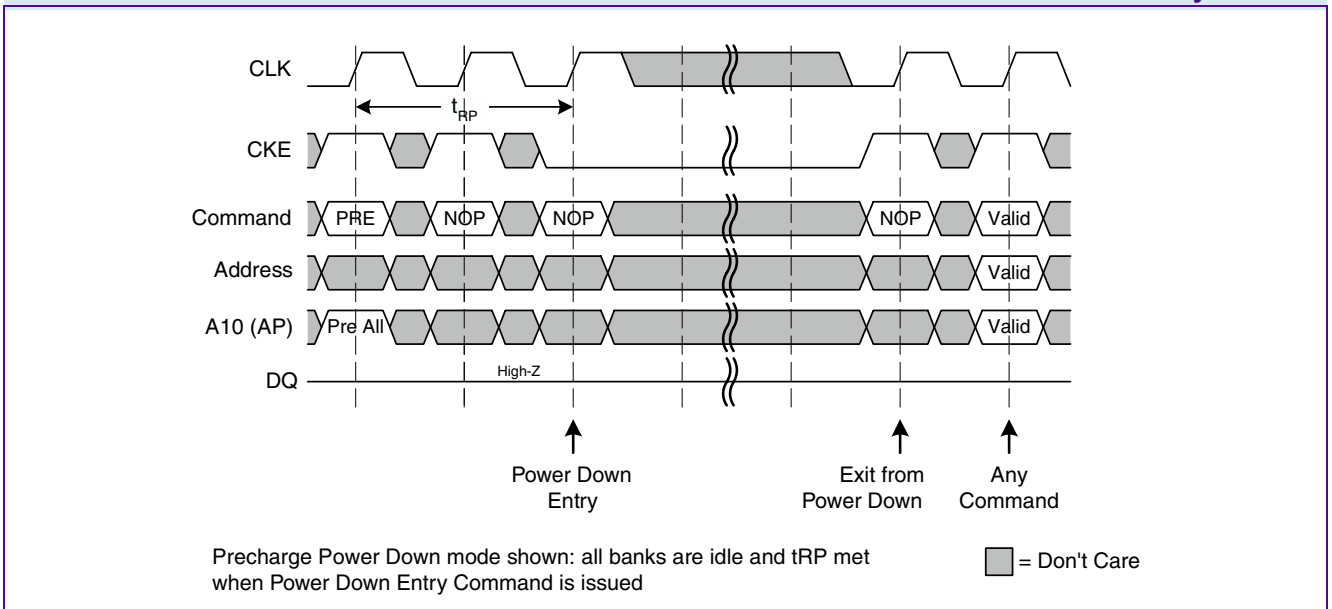 CLK
tRP
CKE
Command PRE NOP NOP NOP Valid
Address Valid
A10 (AP) Pre All Valid
DQ High-Z
Power Down
Entry
Exit from
Power Down
Any
Command
Precharge Power Down mode shown: all banks are idle and tRP met
when Power Down Entry Command is issued
= Don't Care